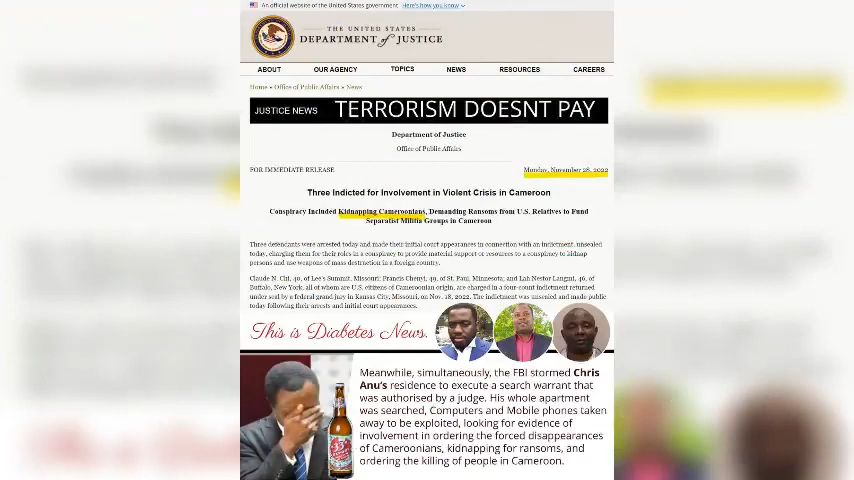 An official website of the United States government Here's how you know
THE UNITED STATES
DEPARTMENT of JUSTICE
ABOUT OUR AGENCY TOPICS NEWS RESOURCES CAREERS
Home » Office of Public Affairs » News
JUSTICE NEWS TERRORISM DOESNT PAY
Department of Justice
Office of Public Affairs
FOR IMMEDIATE RELEASE Monday, November 28, 2022
Three Indicted for Involvement in Violent Crisis in Cameroon
Conspiracy Included Kidnapping Cameroonians, Demanding Ransoms from U.S. Relatives to Fund
Separatist Militia Groups in Cameroon
Three defendants were arrested today and made their initial court appearances in connection with an indictment, unsealed
today, charging them for their roles in a conspiracy to provide material support or resources to a conspiracy to kidnap
persons and use weapons of mass destruction in a foreign country.
Claude N. Chi, 40, of Lee's Summit, Missouri; Francis Chenyi, 49, of St. Paul, Minnesota; and Lah Nestor Langmi, 46, of
Buffalo, New York, all of whom are U.S. citizens of Cameroonian origin, are charged in a four-count indictment returned
under seal by a federal grand jury in Kansas City, Missouri, on Nov. 18, 2022. The indictment was unsealed and made public
today following their arrests and initial court appearances.
This is Diabetes News.
Meanwhile, simultaneously, the FBI stormed Chris
Anu's residence to execute a search warrant that
was authorised by a judge. His whole apartment
was searched, Computers and Mobile phones taken
away to be exploited, looking for evidence of
involvement in ordering the forced disappearances
of Cameroonians, kidnapping for ransoms, and
ordering the killing of people in Cameroon.